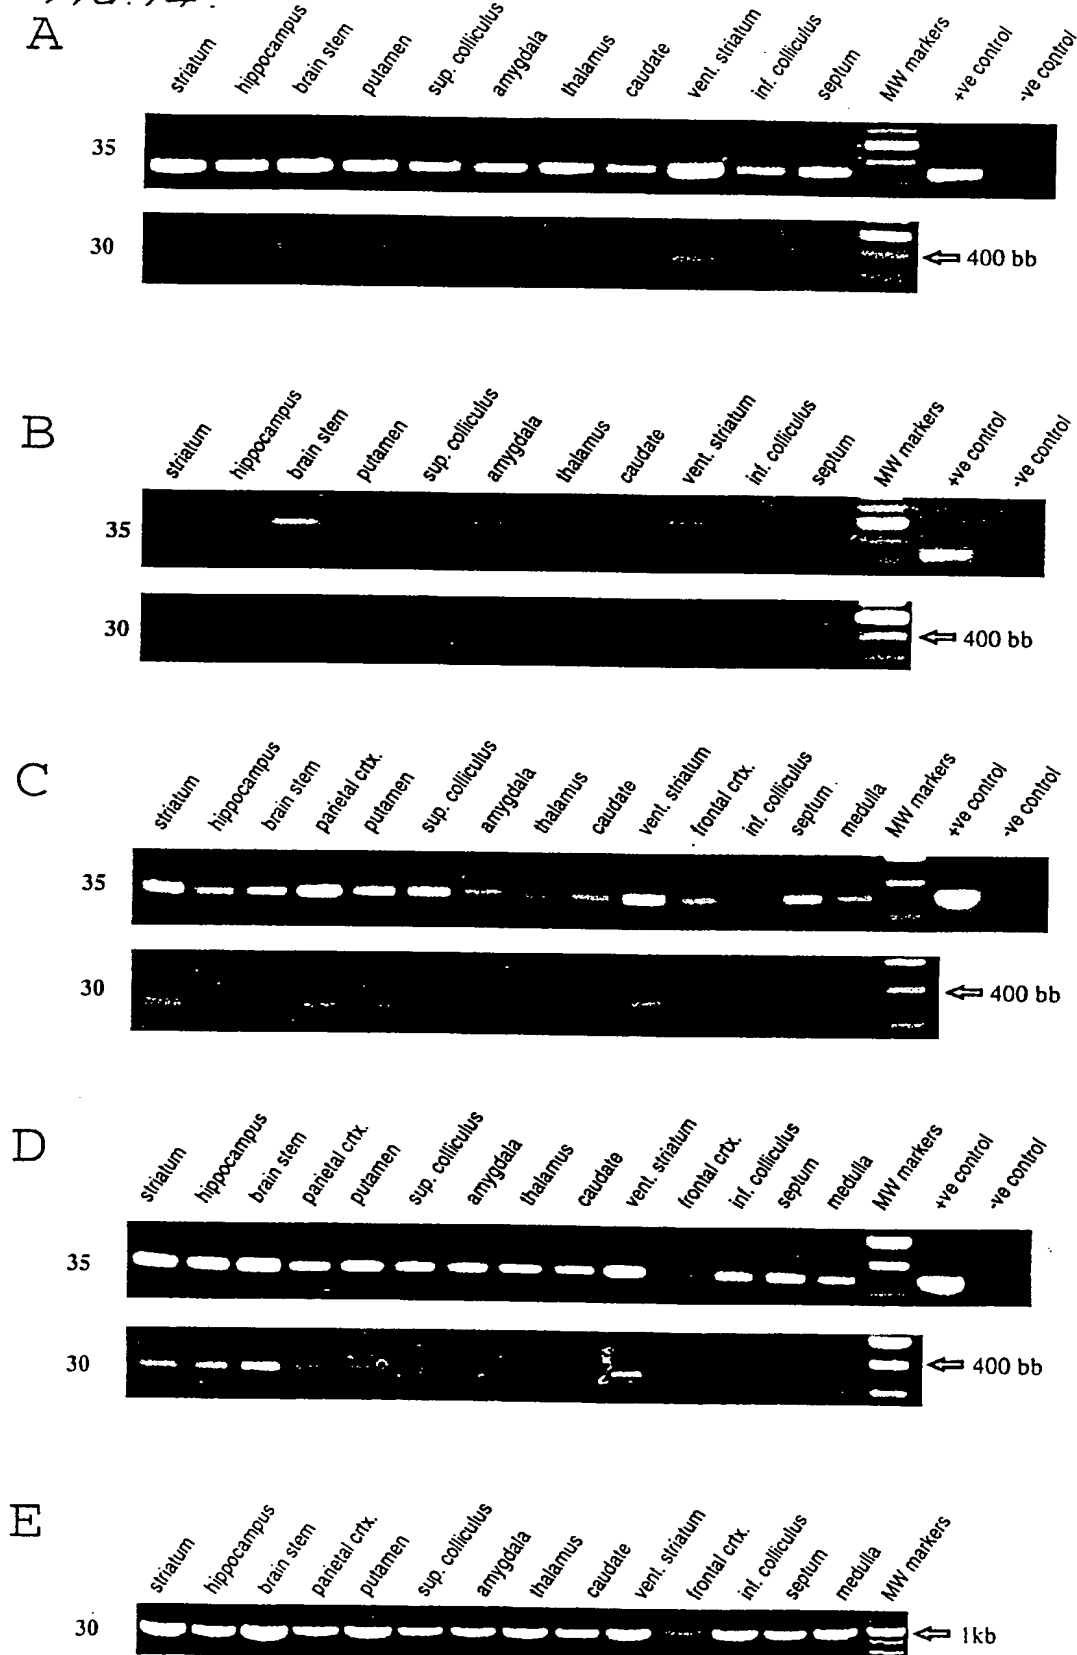 FIG. 14.
A
striatum hippocampus brain stem putamen sup. colliculus amygdala thalamus caudate vent. striatum inf. colliculus septum MW markers +ve control -ve control
35
30
400 bb
B
striatum hippocampus brain stem putamen sup. colliculus amygdala thalamus caudate vent. striatum inf. colliculus septum MW markers +ve control -ve control
35
30
400 bb
C
striatum hippocampus brain stem parietal crtx. putamen sup. colliculus amygdala thalamus caudate vent. striatum frontal crtx. inf. colliculus septum medulla MW markers +ve control -ve control
35
30
400 bb
D
striatum hippocampus brain stem parietal crtx. putamen sup. colliculus amygdala thalamus caudate vent. striatum frontal crtx. inf. colliculus septum medulla MW markers +ve control -ve control
35
30
400 bb
E
striatum hippocampus brain stem parietal crtx. putamen sup. colliculus amygdala thalamus caudate vent. striatum frontal crtx. inf. colliculus septum medulla MW markers
30
1kb